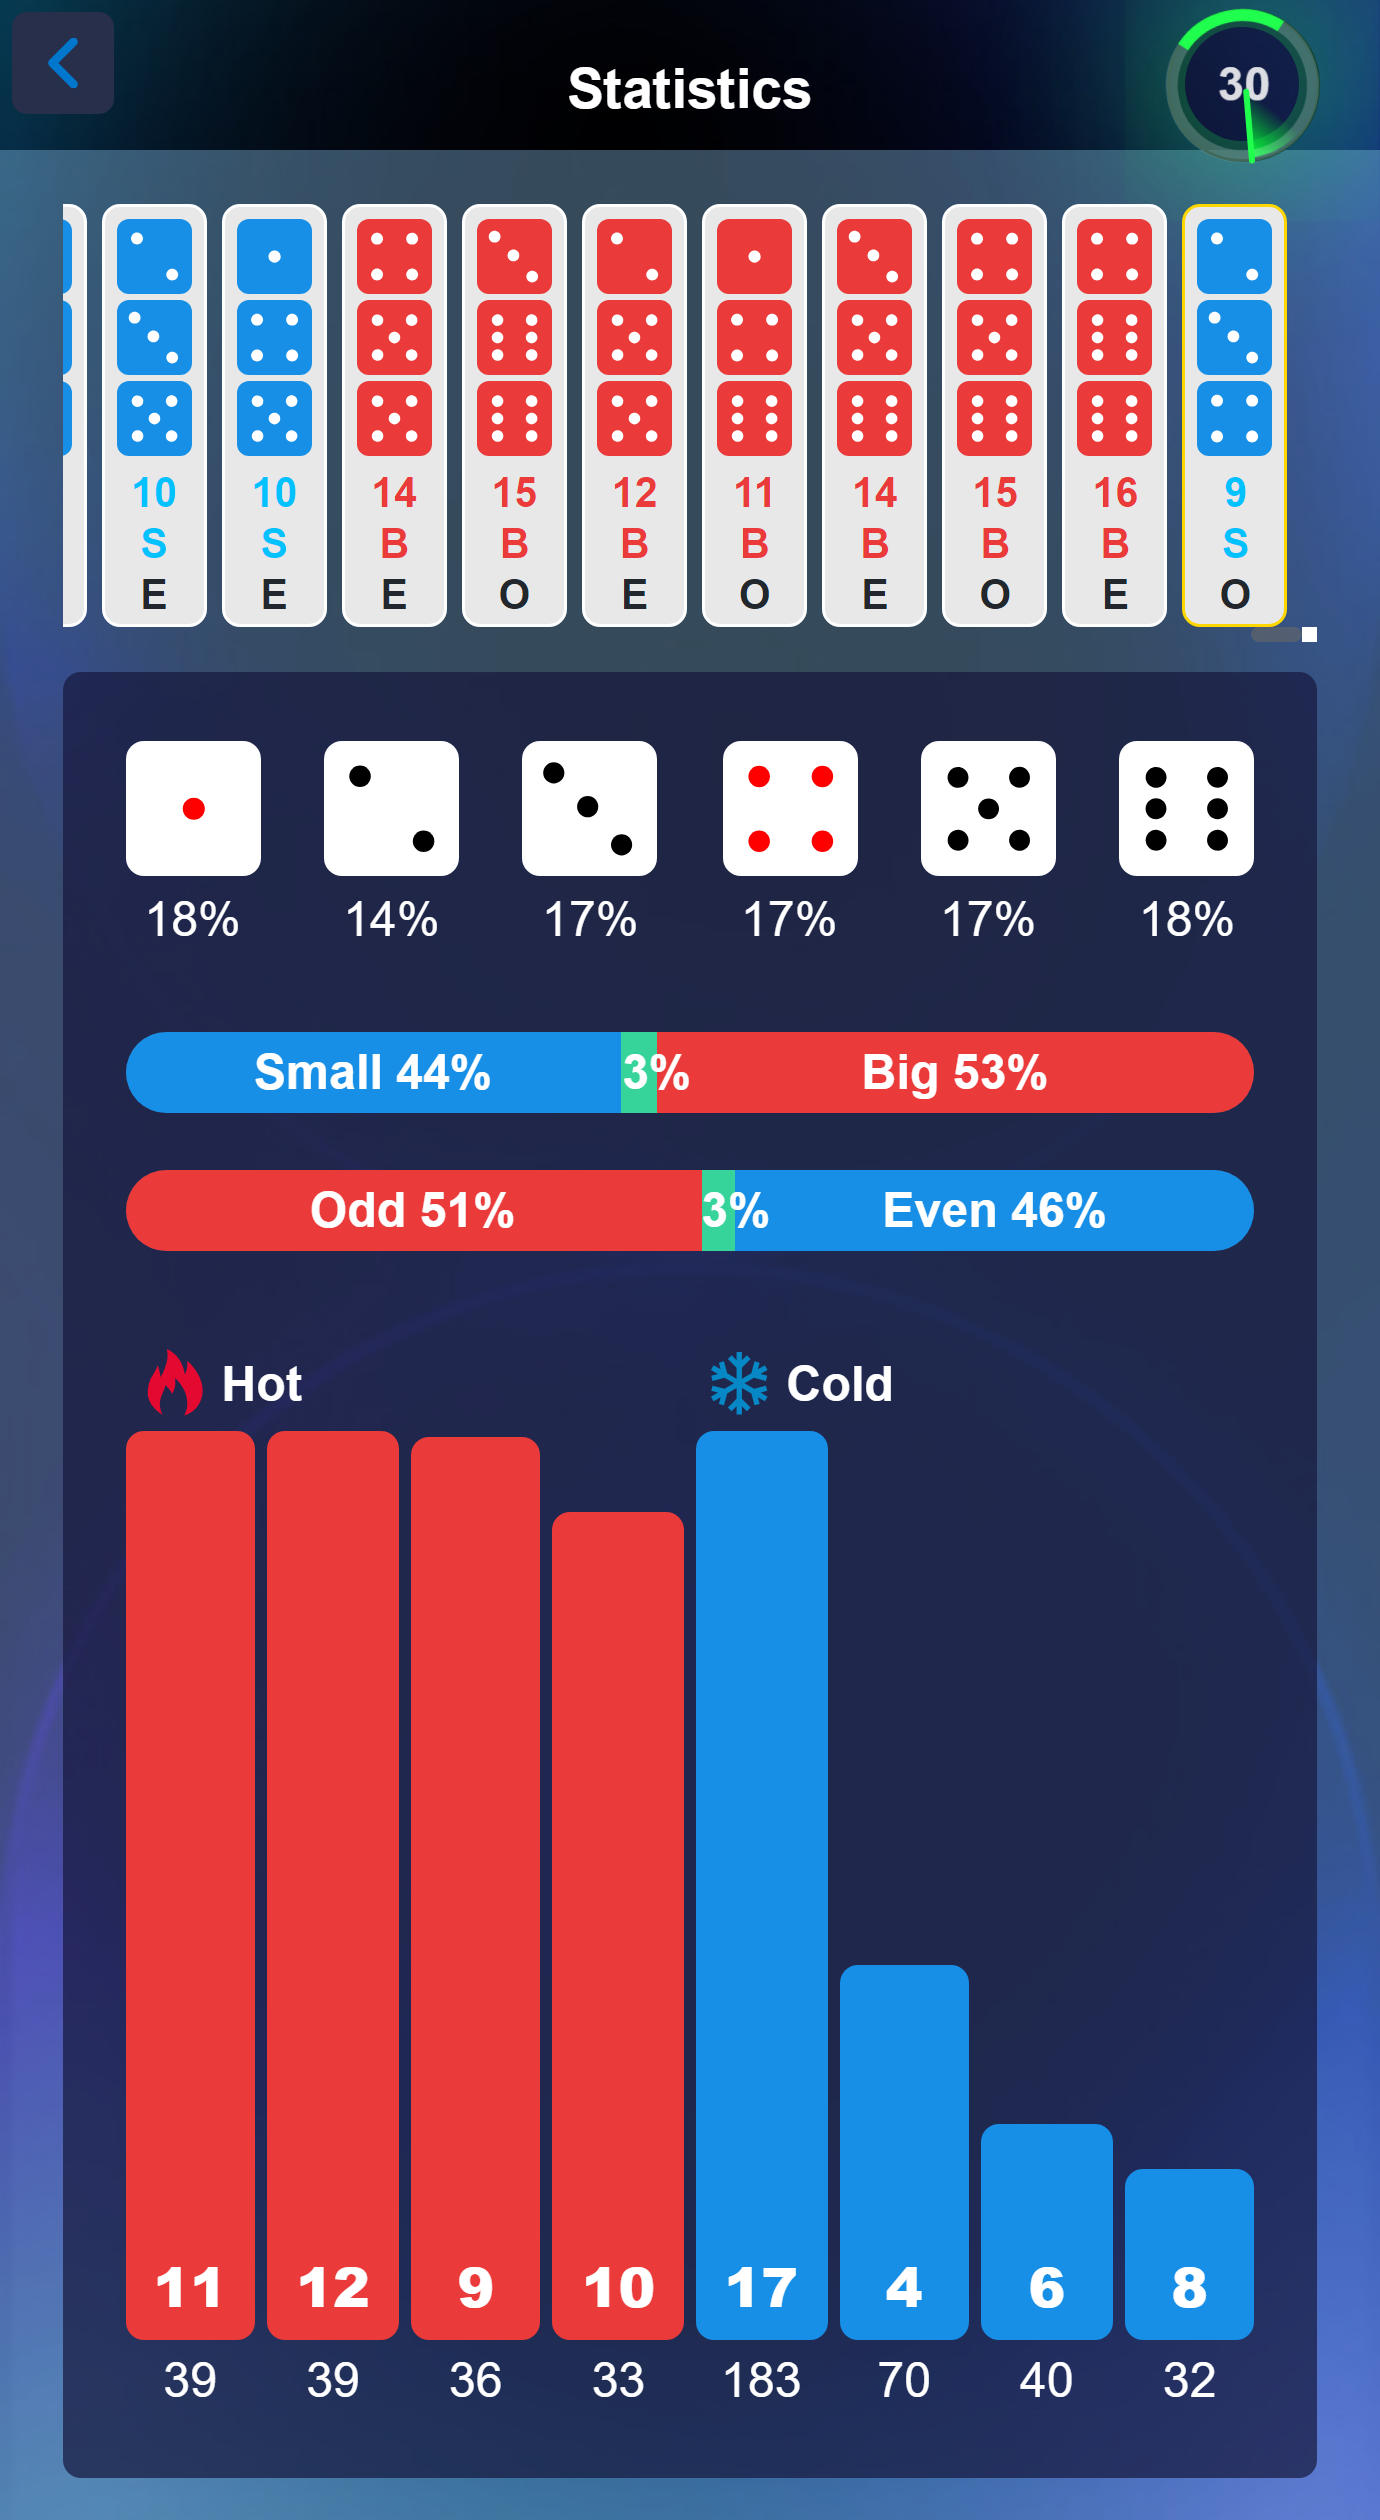 Statistics
30
10 10 14 15 12 11 14 15 16 9
S S B B B B B B B S
E E E O E O E O E O
18% 14% 17% 17% 17% 18%
Small 44% 3% Big 53%
Odd 51% 3% Even 46%
Hot Cold
11 12 9 10 17 4 6 8
39 39 36 33 183 70 40 32